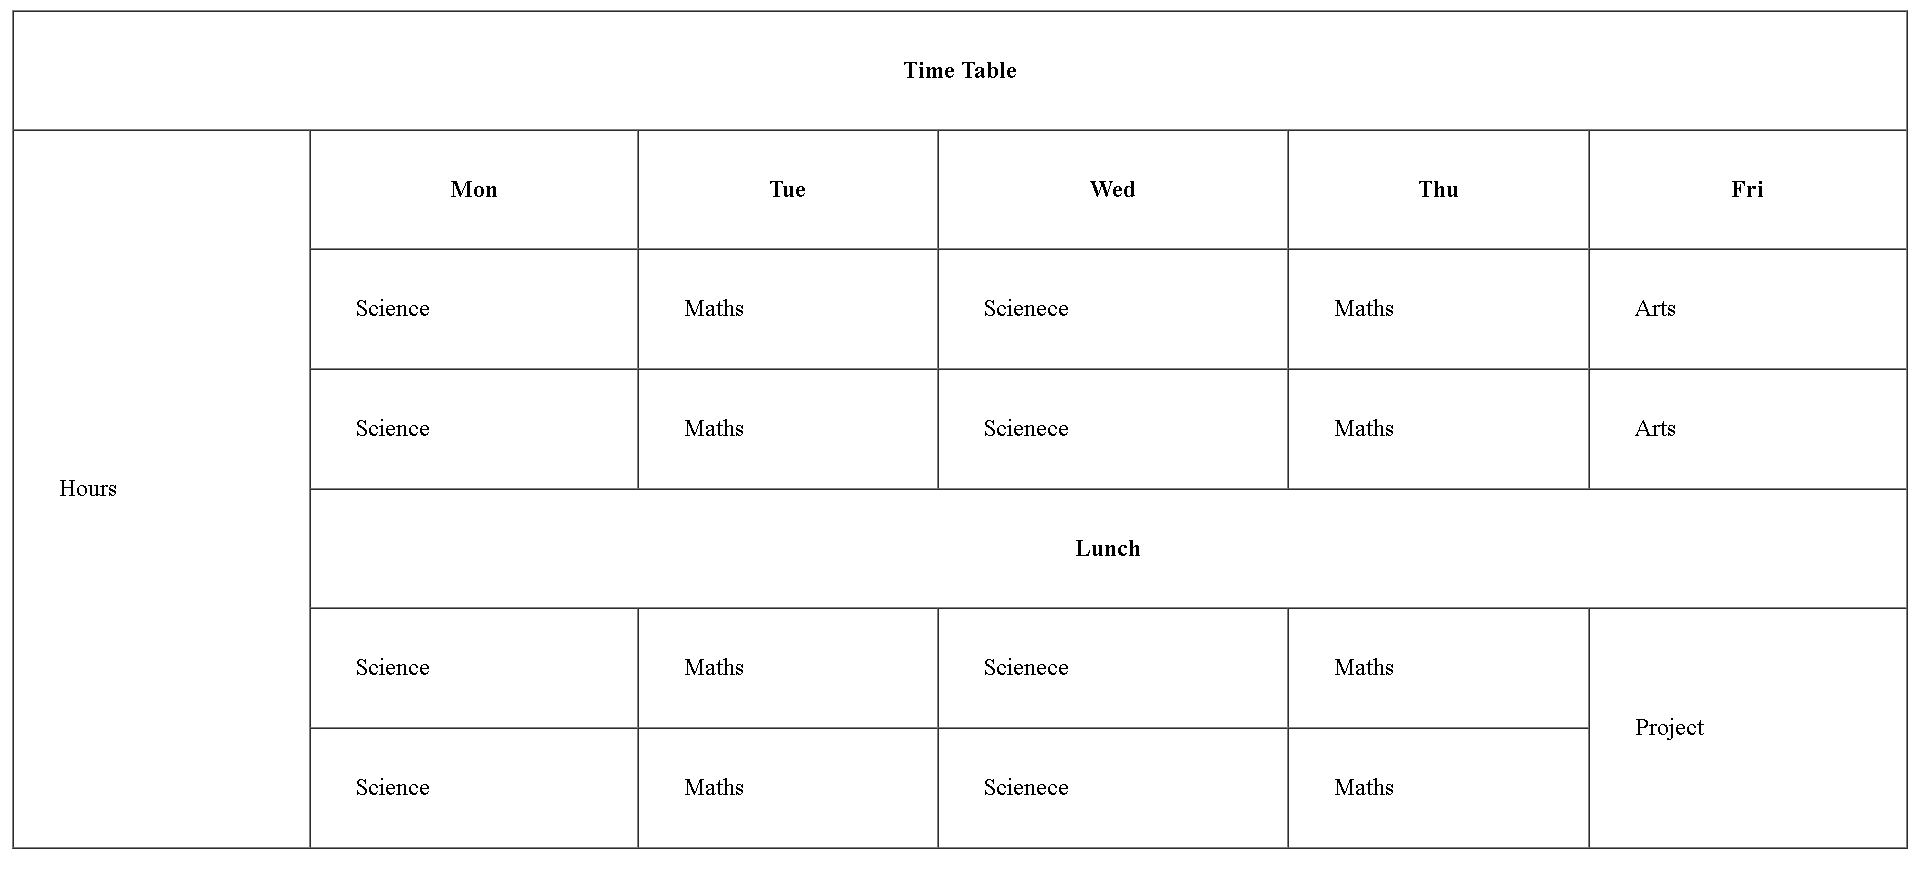 Time Table
Mon Tue Wed Thu Fri
Science Maths Scienece Maths Arts
Science Maths Scienece Maths Arts
Hours
Lunch
Science Maths Scienece Maths
Project
Science Maths Scienece Maths